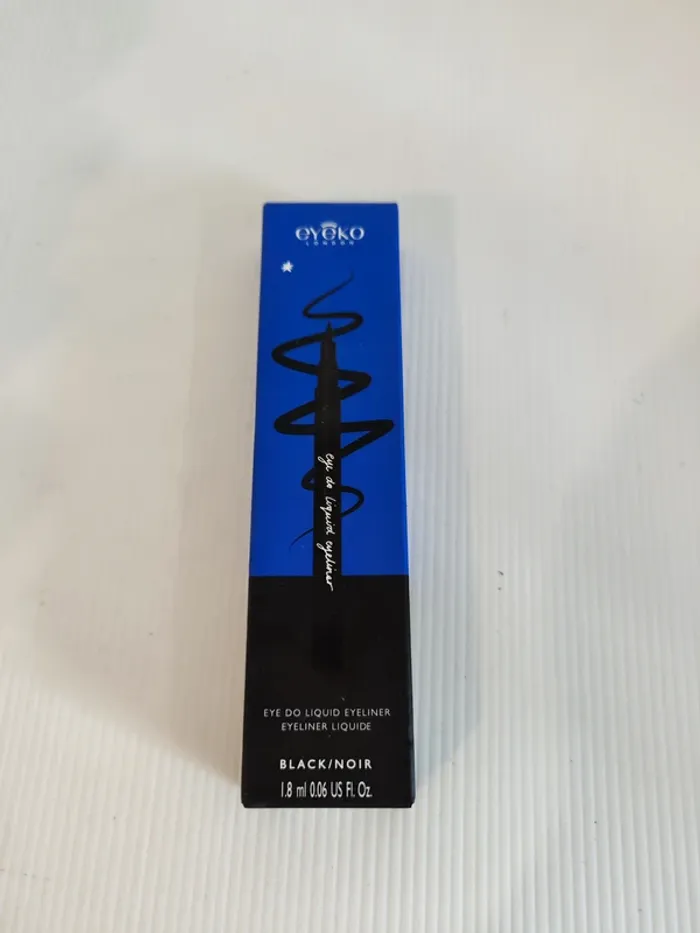 eyeko
LONDON
eye do liquid eyeliner
EYE DO LIQUID EYELINER
EYELINER LIQUIDE
BLACK/NOIR
1.8 ml 0.06 US Fl. Oz.